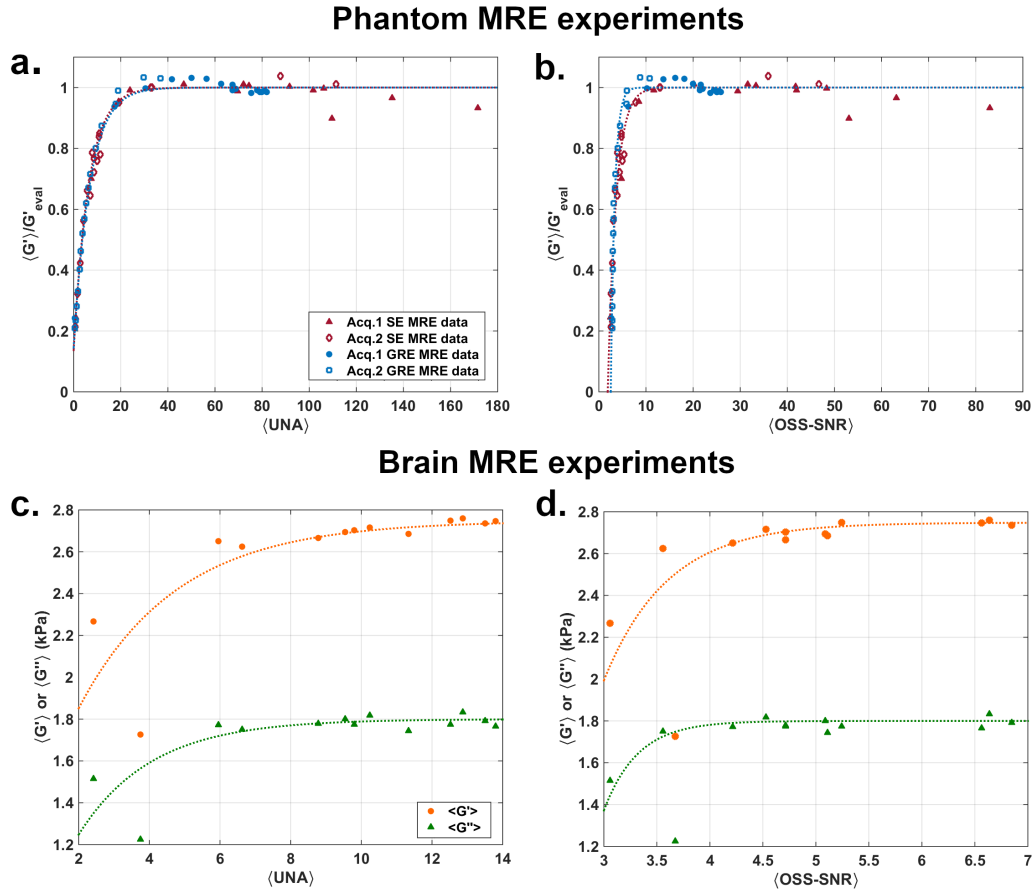 Phantom MRE experiments
a.
⟨G'⟩/G'eval
1
0.8
0.6
0.4
0.2
0
Acq.1 SE MRE data
Acq.2 SE MRE data
Acq.1 GRE MRE data
Acq.2 GRE MRE data
0 20 40 60 80 100 120 140 160 180
⟨UNA⟩
b.
⟨G'⟩/G'eval
1
0.8
0.6
0.4
0.2
0
0 10 20 30 40 50 60 70 80 90
⟨OSS-SNR⟩
Brain MRE experiments
c.
⟨G'⟩ or ⟨G''⟩ (kPa)
2.8
2.6
2.4
2.2
2
1.8
1.6
1.4
1.2
<G'>
<G''>
2 4 6 8 10 12 14
⟨UNA⟩
d.
⟨G'⟩ or ⟨G''⟩ (kPa)
2.8
2.6
2.4
2.2
2
1.8
1.6
1.4
1.2
3 3.5 4 4.5 5 5.5 6 6.5 7
⟨OSS-SNR⟩